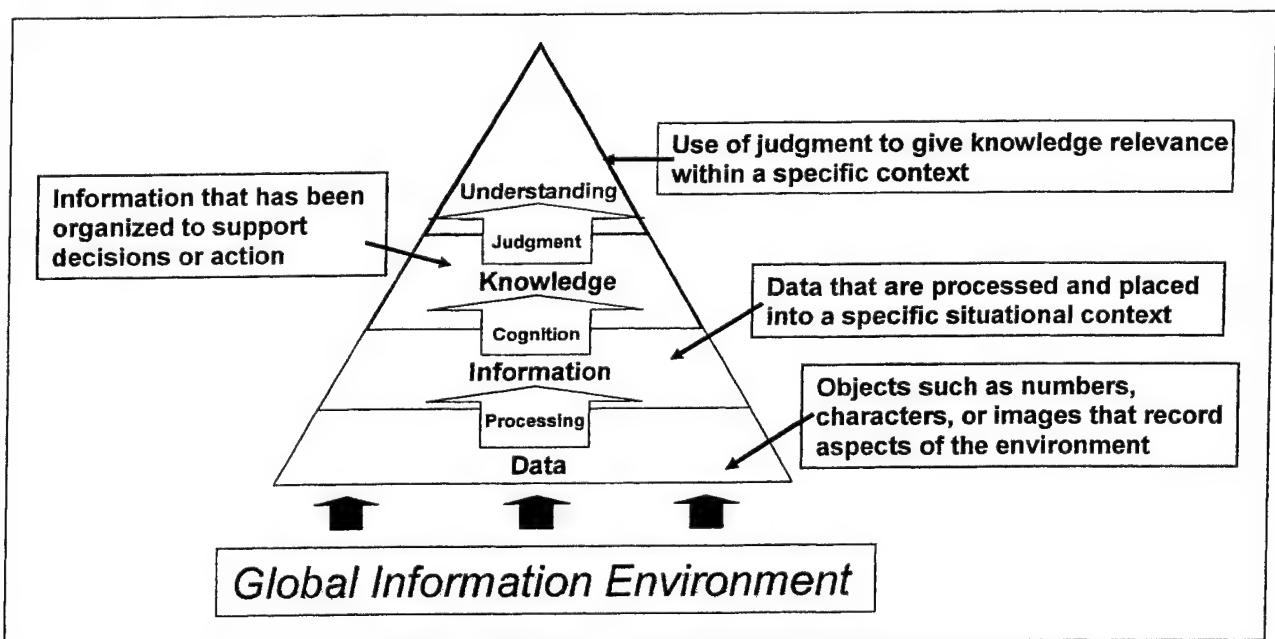 Use of judgment to give knowledge relevance
within a specific context
Understanding
Information that has been
organized to support
decisions or action
Judgment
Knowledge
Data that are processed and placed
into a specific situational context
Cognition
Information
Objects such as numbers,
characters, or images that record
aspects of the environment
Processing
Data
Global Information Environment